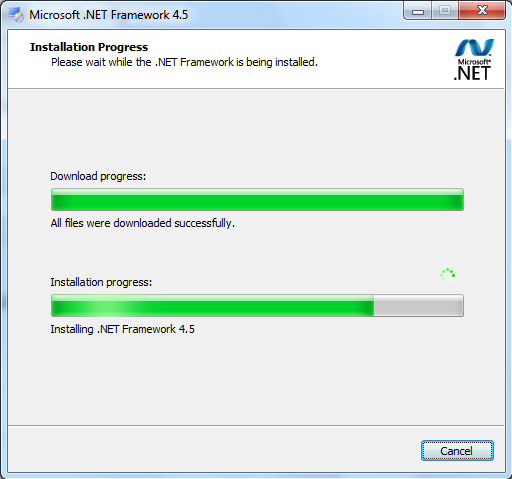 Microsoft .NET Framework 4.5
Installation Progress
Please wait while the .NET Framework is being installed.
Microsoft®
.NET
Download progress:
All files were downloaded successfully.
Installation progress:
Installing .NET Framework 4.5
Cancel